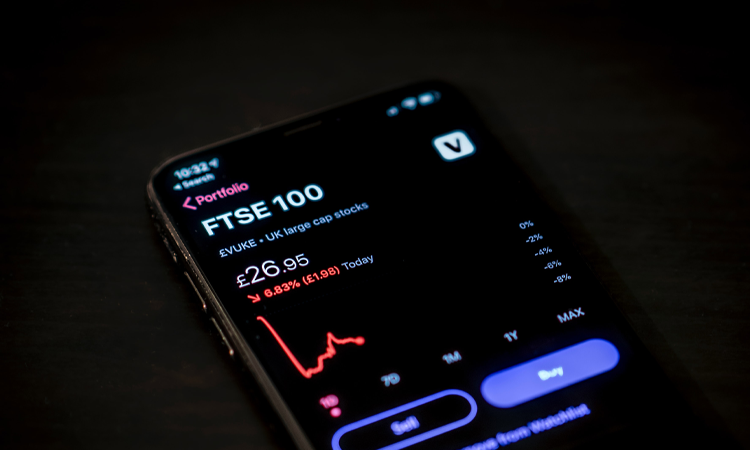 10:32
Search
Portfolio
V
FTSE 100
£VUKE • UK large cap stocks
£26.95
6.83% (£1.98) Today
0%
-2%
-4%
-6%
-8%
1D
7D
1M
1Y
MAX
Sell
Buy
from Watchlist